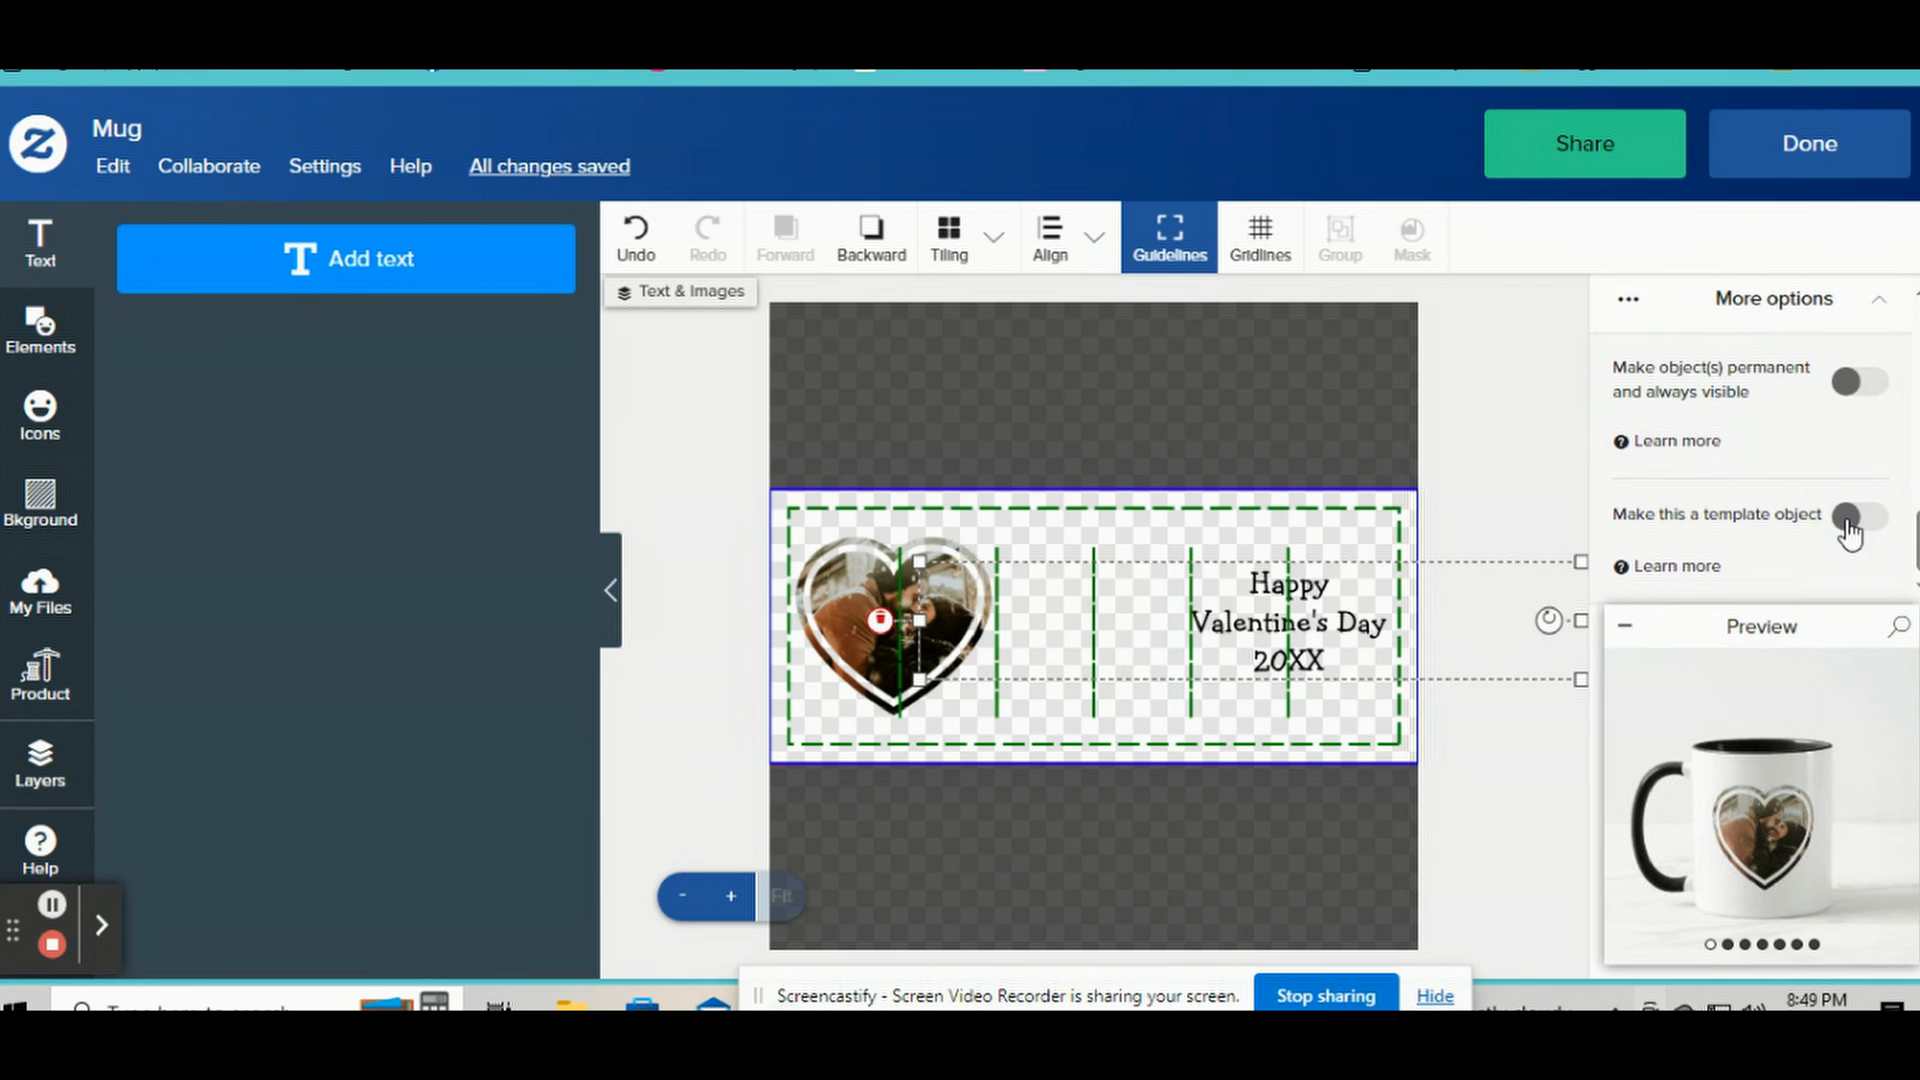 Mug
Edit Collaborate Settings Help All changes saved
Share
Done
Text
Add text
Undo Redo Forward Backward Tiling Align Guidelines Gridlines Group Mask
Text & Images
More options
Elements
Make object(s) permanent
and always visible
Icons
Learn more
Bkground
Make this a template object
Learn more
My Files
Happy
Valentine's Day
20XX
Preview
Product
Layers
Help
- + Fit
Screencastify - Screen Video Recorder is sharing your screen.
Stop sharing
Hide
8:49 PM